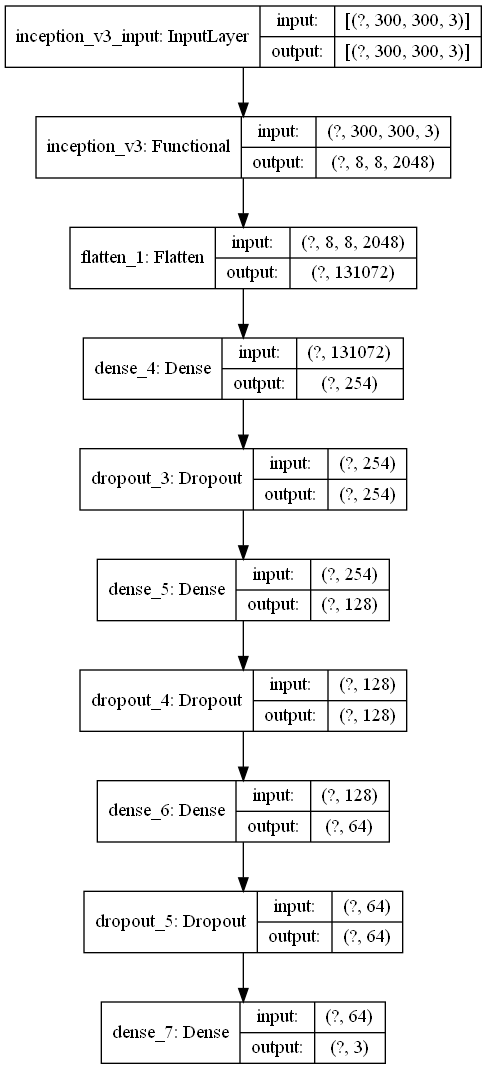 inception_v3_input: InputLayer
input: [(?, 300, 300, 3)]
output: [(?, 300, 300, 3)]
inception_v3: Functional
input: (?, 300, 300, 3)
output: (?, 8, 8, 2048)
flatten_1: Flatten
input: (?, 8, 8, 2048)
output: (?, 131072)
dense_4: Dense
input: (?, 131072)
output: (?, 254)
dropout_3: Dropout
input: (?, 254)
output: (?, 254)
dense_5: Dense
input: (?, 254)
output: (?, 128)
dropout_4: Dropout
input: (?, 128)
output: (?, 128)
dense_6: Dense
input: (?, 128)
output: (?, 64)
dropout_5: Dropout
input: (?, 64)
output: (?, 64)
dense_7: Dense
input: (?, 64)
output: (?, 3)